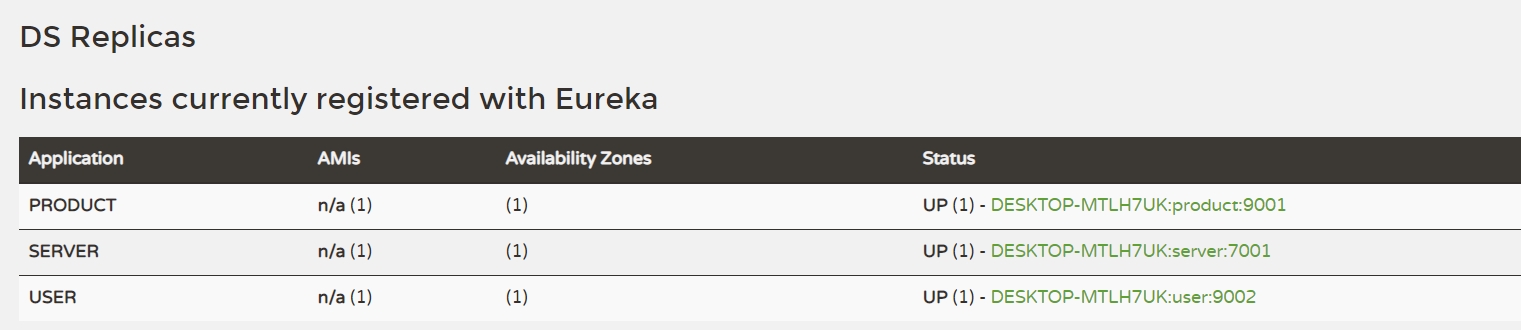 DS Replicas
Instances currently registered with Eureka
Application AMIs Availability Zones Status
PRODUCT n/a (1) (1) UP (1) - DESKTOP-MTLH7UK:product:9001
SERVER n/a (1) (1) UP (1) - DESKTOP-MTLH7UK:server:7001
USER n/a (1) (1) UP (1) - DESKTOP-MTLH7UK:user:9002